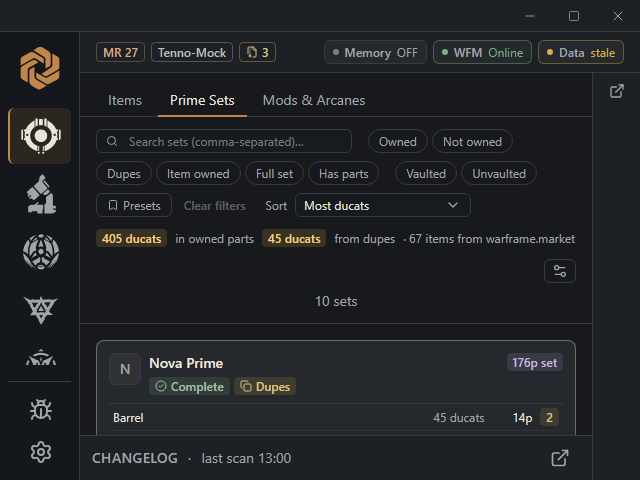 MR 27 Tenno-Mock 3 Memory OFF WFM Online Data stale
Items Prime Sets Mods & Arcanes
Search sets (comma-separated)... Owned Not owned
Dupes Item owned Full set Has parts Vaulted Unvaulted
Presets Clear filters Sort Most ducats
405 ducats in owned parts 45 ducats from dupes · 67 items from warframe.market
10 sets
N Nova Prime 176p set
Complete Dupes
Barrel 45 ducats 14p 2
CHANGELOG · last scan 13:00